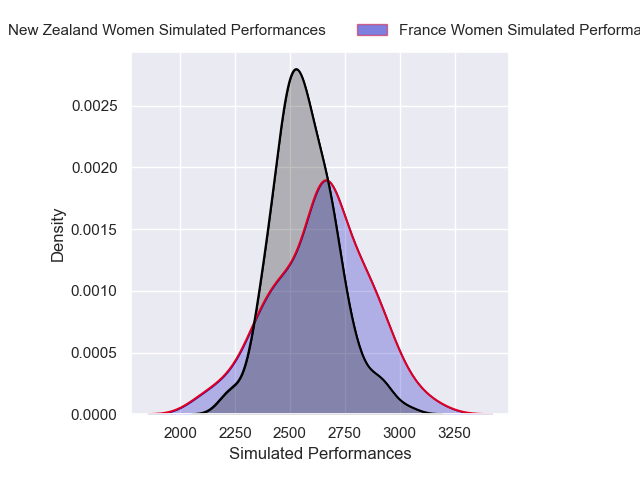 New Zealand Women Simulated Performances
France Women Simulated Performa
0.0025
0.0020
0.0015
0.0010
0.0005
0.0000
Density
2000 2250 2500 2750 3000 3250
Simulated Performances